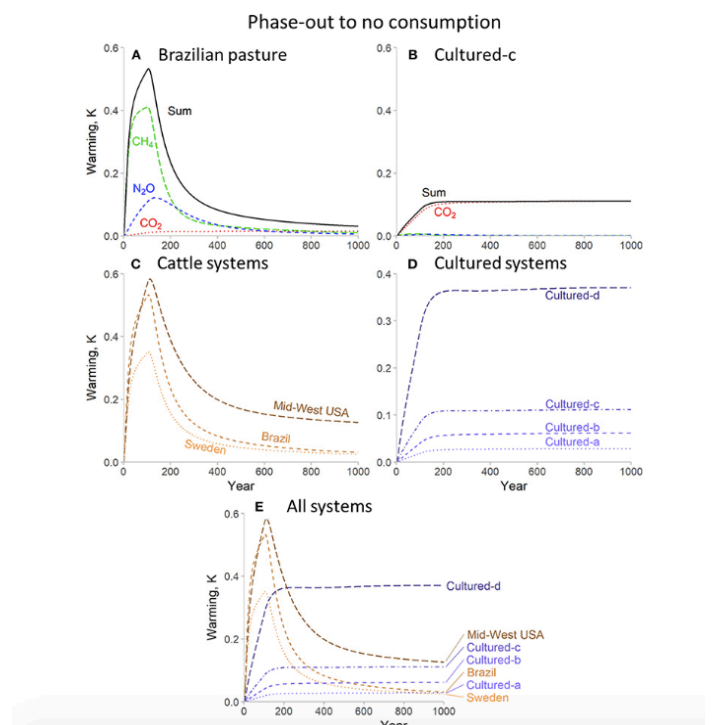 Phase-out to no consumption
A Brazilian pasture
0.6
0.4
0.2
0.0
Warming, K
Sum
CH₄
N₂O
CO₂
0 200 400 600 800 1000
B Cultured-c
0.6
0.4
0.2
0.0
Sum
CO₂
0 200 400 600 800 1000
C Cattle systems
0.6
0.4
0.2
0.0
Warming, K
Mid-West USA
Brazil
Sweden
0 200 400 600 800 1000
Year
D Cultured systems
0.4
0.3
0.2
0.1
0.0
Cultured-d
Cultured-c
Cultured-b
Cultured-a
0 200 400 600 800 1000
Year
E All systems
0.6
0.4
0.2
0.0
Warming, K
Cultured-d
Mid-West USA
Cultured-c
Cultured-b
Brazil
Cultured-a
Sweden
0 200 400 600 800 1000
Year